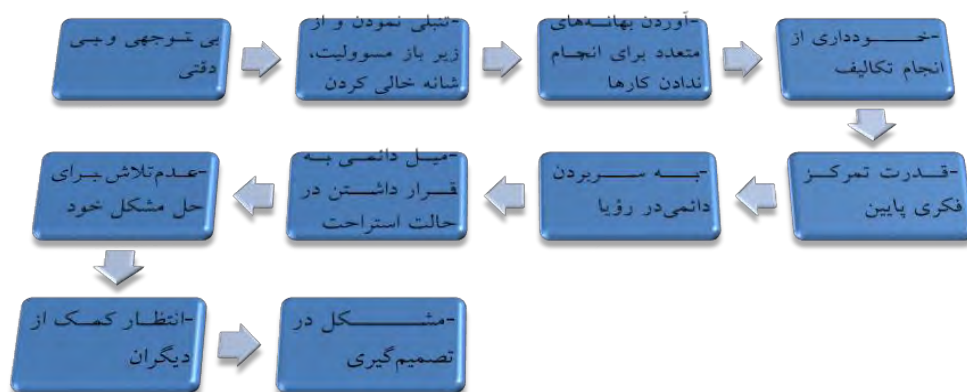 بی توجهی و بی
دقتی
-تنبلی نمودن و از
زیر باز مسوولیت،
شانه خالی کردن
-آوردن بهانه‌های
متعدد برای انجام
ندادن کارها
-خودداری از
انجام تکالیف
-قدرت تمرکز
فکری پایین
-به سربردن
دائمی‌در رؤیا
-میل دائمی به
قرار داشتن در
حالت استراحت
-عدم‌تلاش برای
حل مشکل خود
-انتظار کمک از
دیگران
-مشکل در
تصمیم‌گیری